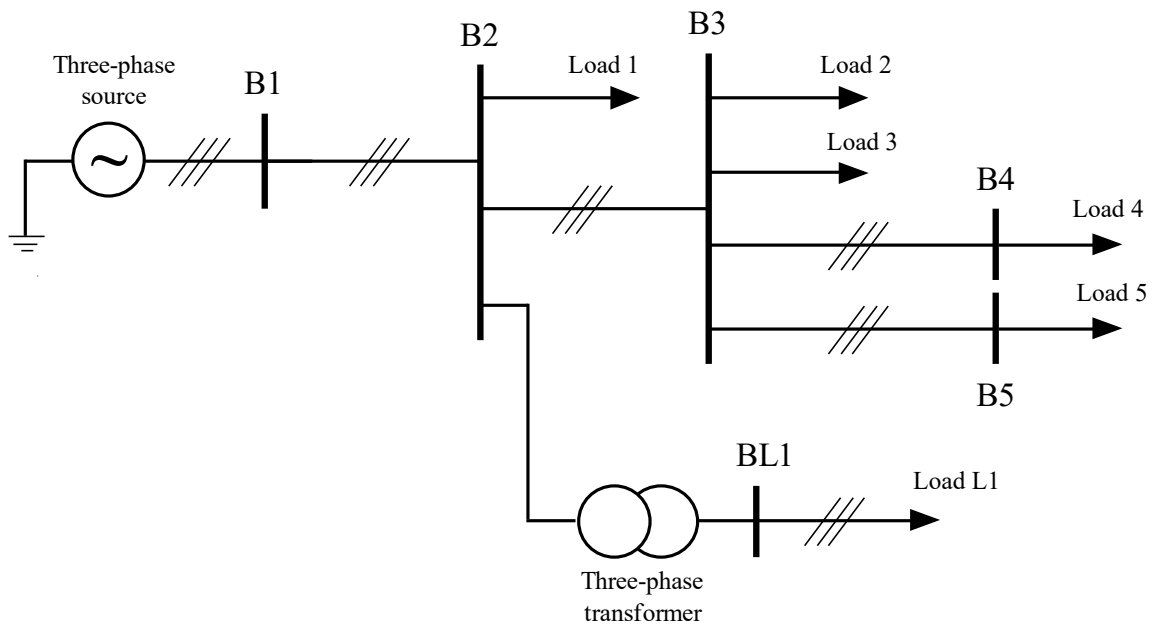 B3
B2
Three-phase
source
B1
Load 1
Load 2
Load 3
~
B4
Load 4
Load 5
B5
BL1
Load L1
Three-phase
transformer